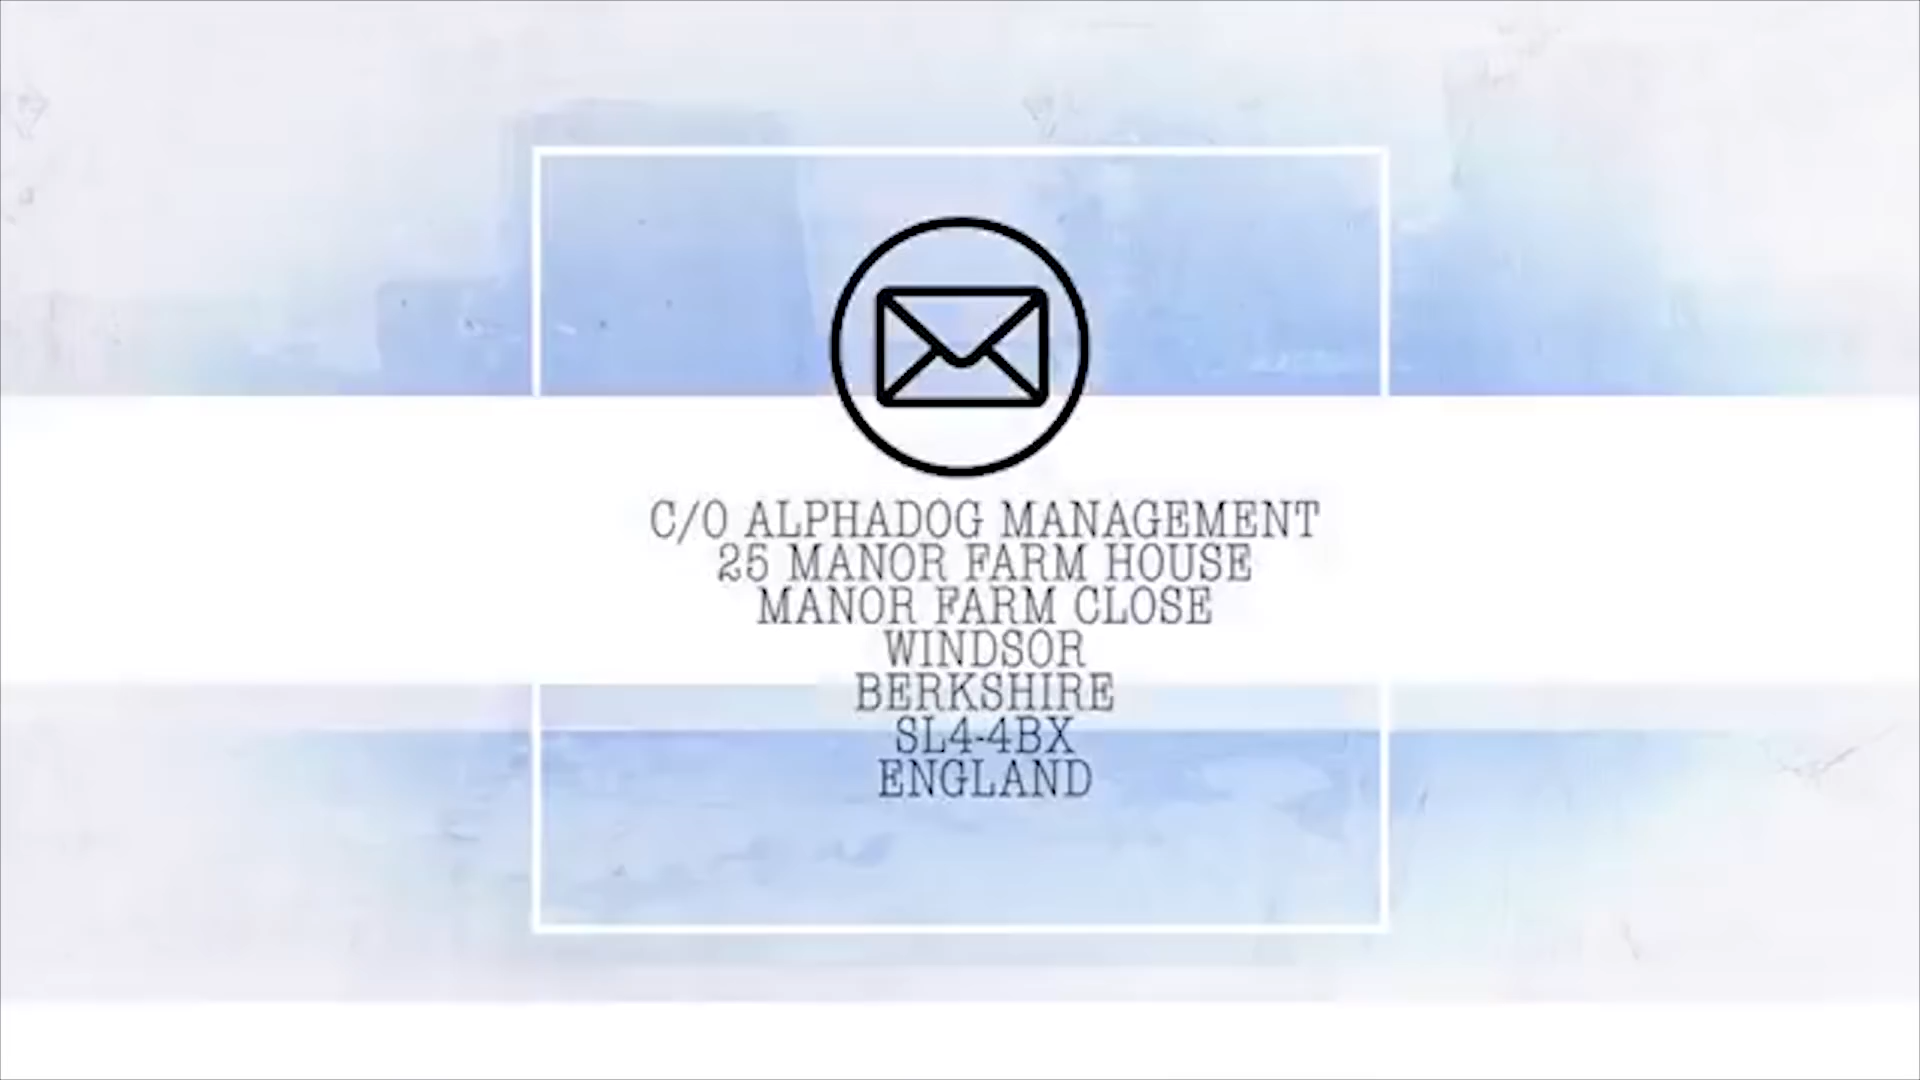 C/O ALPHADOG MANAGEMENT
25 MANOR FARM HOUSE
MANOR FARM CLOSE
WINDSOR
BERKSHIRE
SL4-4BX
ENGLAND